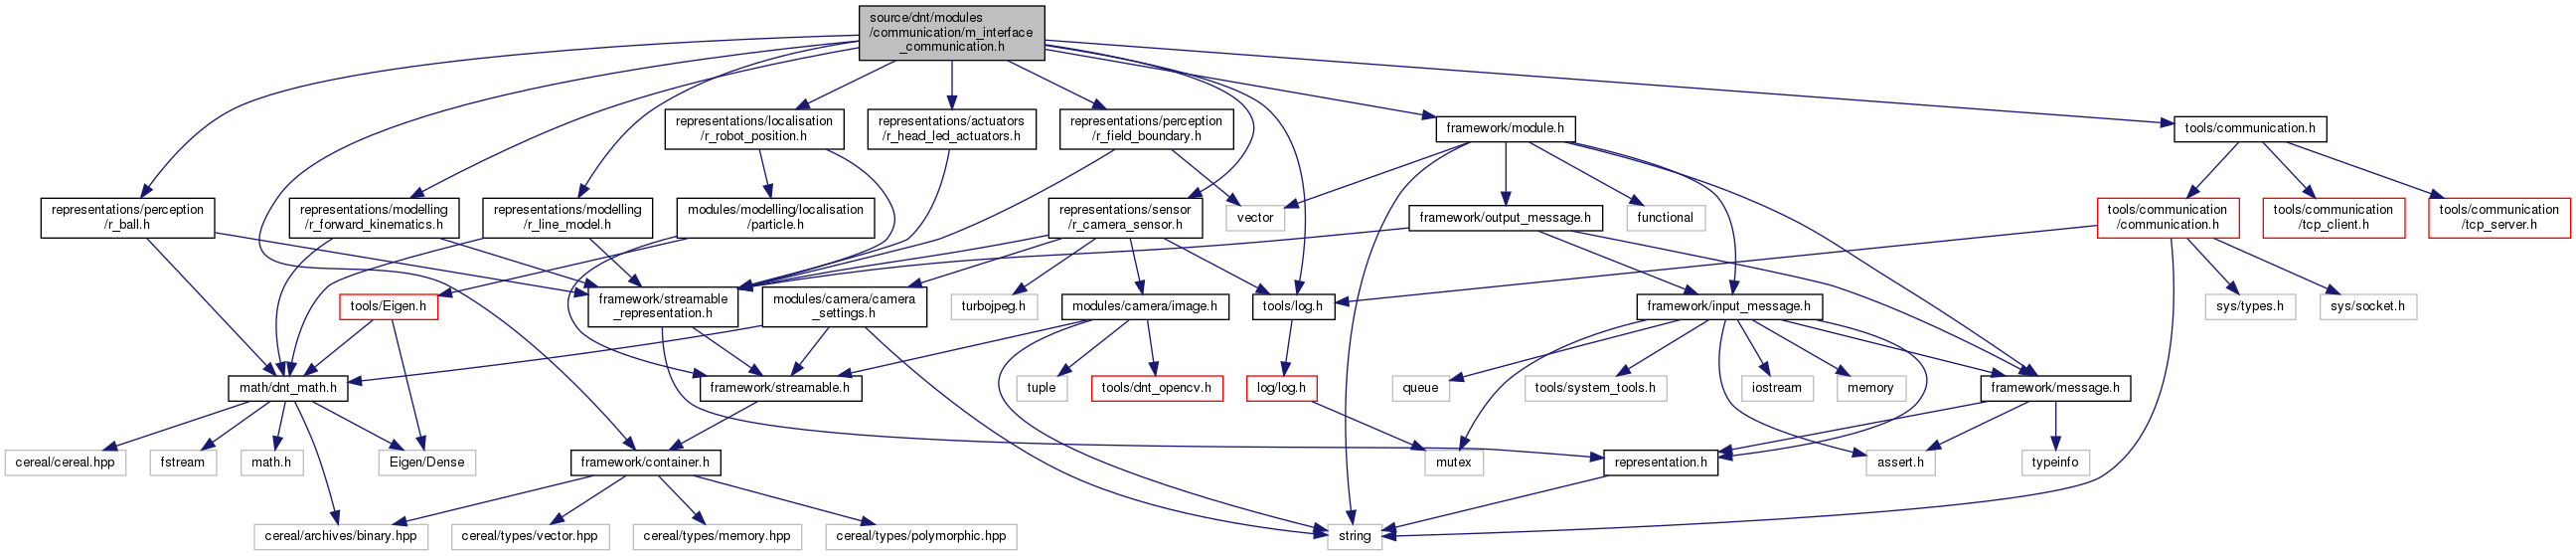 source/dnt/modules
/communication/m_interface
_communication.h
representations/localisation
/r_robot_position.h
representations/actuators
/r_head_led_actuators.h
representations/perception
/r_field_boundary.h
framework/module.h
tools/communication.h
representations/perception
/r_ball.h
representations/modelling
/r_forward_kinematics.h
representations/modelling
/r_line_model.h
modules/modelling/localisation
/particle.h
representations/sensor
/r_camera_sensor.h
vector
framework/output_message.h
functional
tools/communication
/communication.h
tools/communication
/tcp_client.h
tools/communication
/tcp_server.h
tools/Eigen.h
framework/streamable
_representation.h
modules/camera/camera
_settings.h
turbojpeg.h
modules/camera/image.h
tools/log.h
framework/input_message.h
sys/types.h
sys/socket.h
math/dnt_math.h
framework/streamable.h
tuple
tools/dnt_opencv.h
log/log.h
queue
tools/system_tools.h
iostream
memory
framework/message.h
cereal/cereal.hpp
fstream
math.h
Eigen/Dense
framework/container.h
mutex
representation.h
assert.h
typeinfo
cereal/archives/binary.hpp
cereal/types/vector.hpp
cereal/types/memory.hpp
cereal/types/polymorphic.hpp
string